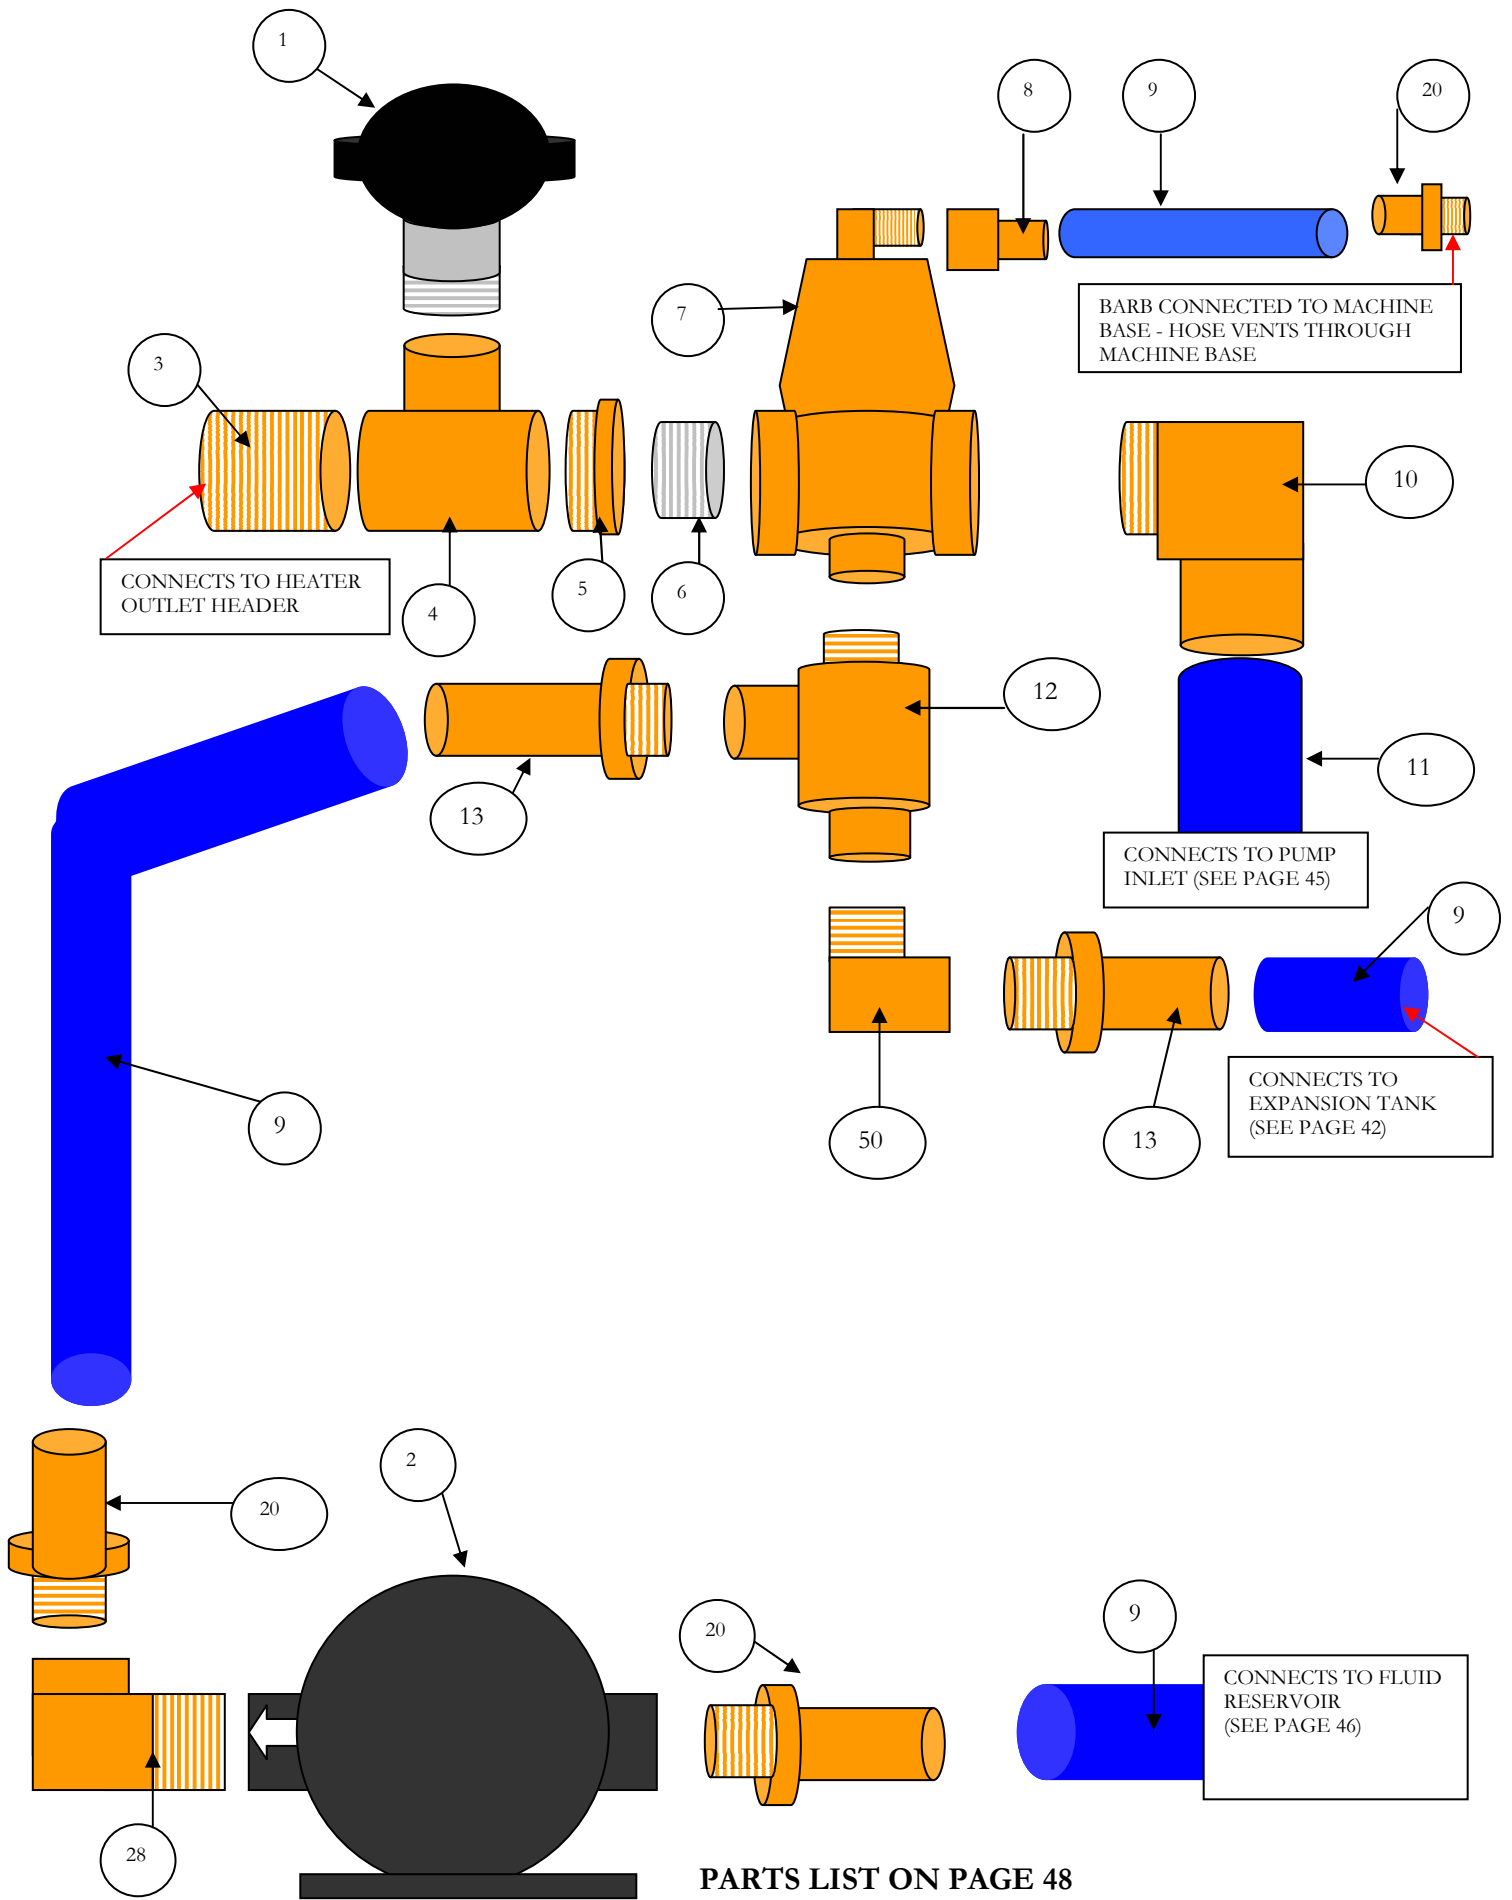 1
8
9
20
7
BARB CONNECTED TO MACHINE
BASE - HOSE VENTS THROUGH
MACHINE BASE
3
10
CONNECTS TO HEATER
OUTLET HEADER
4
5
6
12
11
13
CONNECTS TO PUMP
INLET (SEE PAGE 45)
9
CONNECTS TO
EXPANSION TANK
(SEE PAGE 42)
9
50
13
20
2
20
9
CONNECTS TO FLUID
RESERVOIR
(SEE PAGE 46)
28
PARTS LIST ON PAGE 48